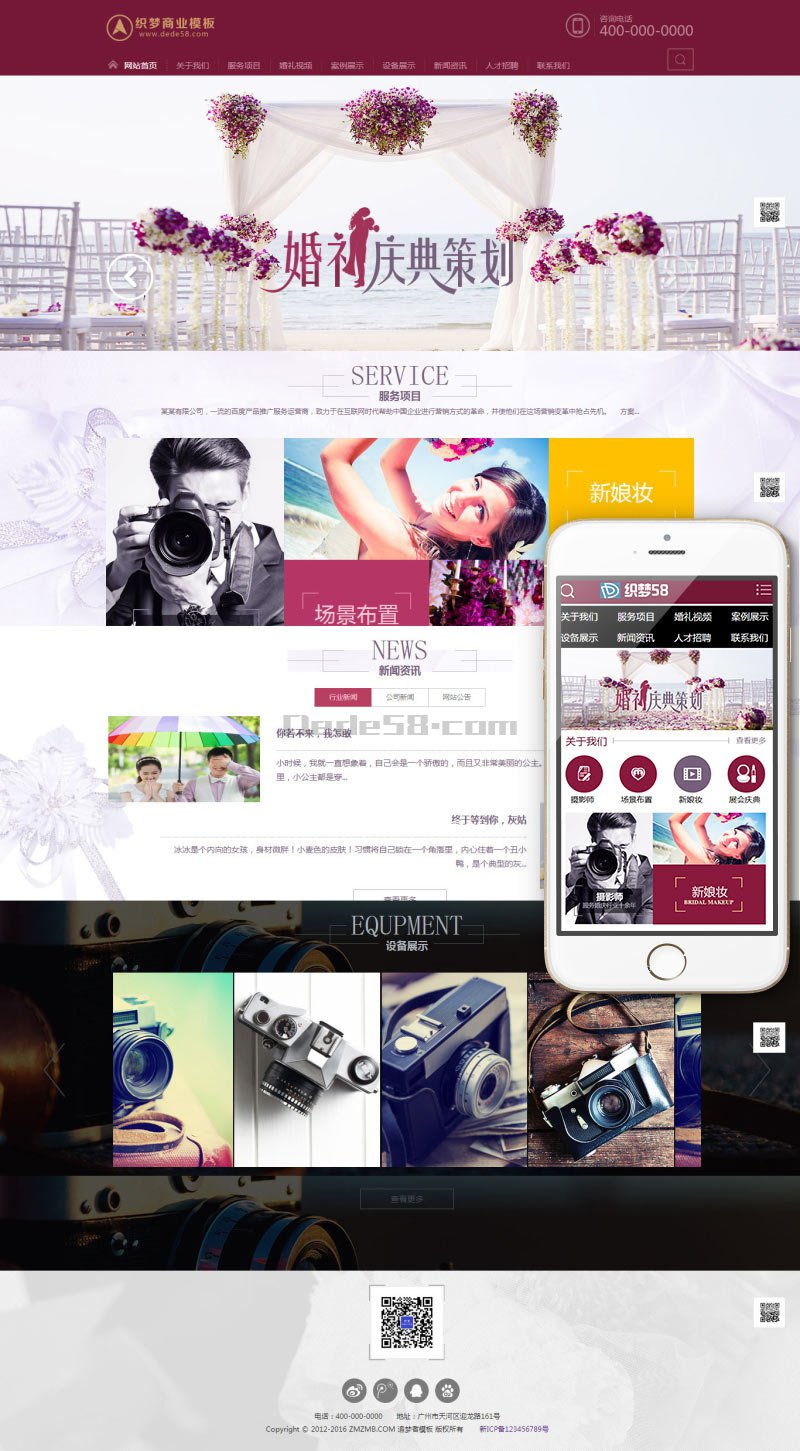 织梦商业模板
www.dede58.com
咨询电话
400-000-0000
网站首页 关于我们 服务项目 婚礼视频 案例展示 设备展示 新闻资讯 人才招聘 联系我们
婚礼庆典策划
SERVICE
服务项目
某某有限公司，一流的百度产品推广服务运营商，致力于在互联网时代帮助中国企业进行营销方式的革命，并使他们在这场营销变革中抢占先机。 方案...
新娘妆
场景布置
NEWS
新闻资讯
行业新闻 公司新闻 网站公告
Dede58.com
你若不来，我怎敢
小时候，我就一直想象着，自己会是一个骄傲的，而且又非常美丽的公主。
里，小公主都是穿...
终于等到你，灰姑
冰冰是个内向的女孩，身材微胖！小麦色的皮肤！习惯将自己锁在一个角落里，内心住着一个丑小
鸭，是个典型的灰...
查看更多
织梦58
关于我们 服务项目 婚礼视频 案例展示
设备展示 新闻资讯 人才招聘 联系我们
婚礼庆典策划
关于我们 查看更多
摄影师 场景布置 新娘妆 展会庆典
摄影师
服务婚庆行业十余年
新娘妆
BRIDAL MAKEUP
EQUPMENT
设备展示
查看更多
电话：400-000-0000 地址：广州市天河区迎龙路161号
Copyright © 2012-2016 ZMZMB.COM 追梦者模板 版权所有 新ICP备123456789号